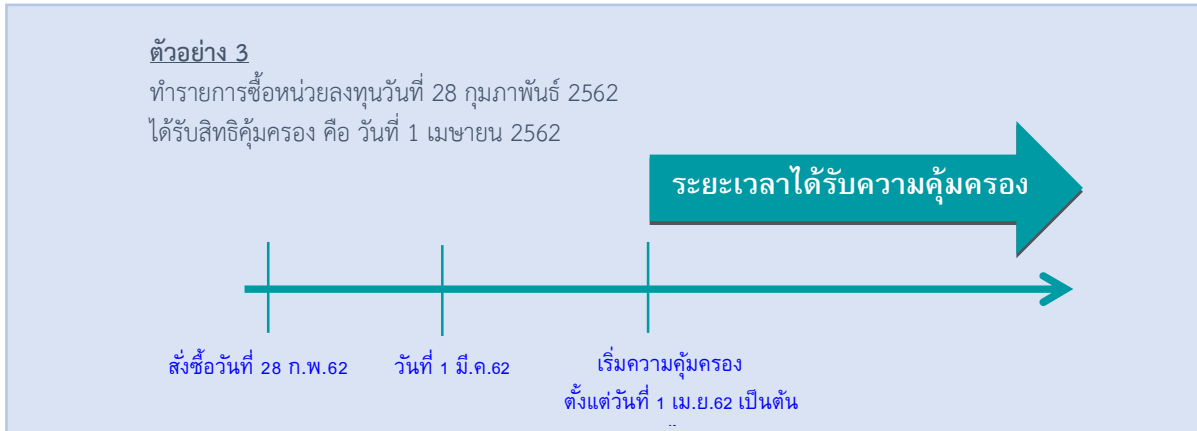 ตัวอย่าง 3
ทำรายการซื้อหน่วยลงทุนวันที่ 28 กุมภาพันธ์ 2562
ได้รับสิทธิคุ้มครอง คือ วันที่ 1 เมษายน 2562
ระยะเวลาได้รับความคุ้มครอง
สั่งซื้อวันที่ 28 ก.พ.62
วันที่ 1 มี.ค.62
เริ่มความคุ้มครอง
ตั้งแต่วันที่ 1 เม.ย.62 เป็นต้น